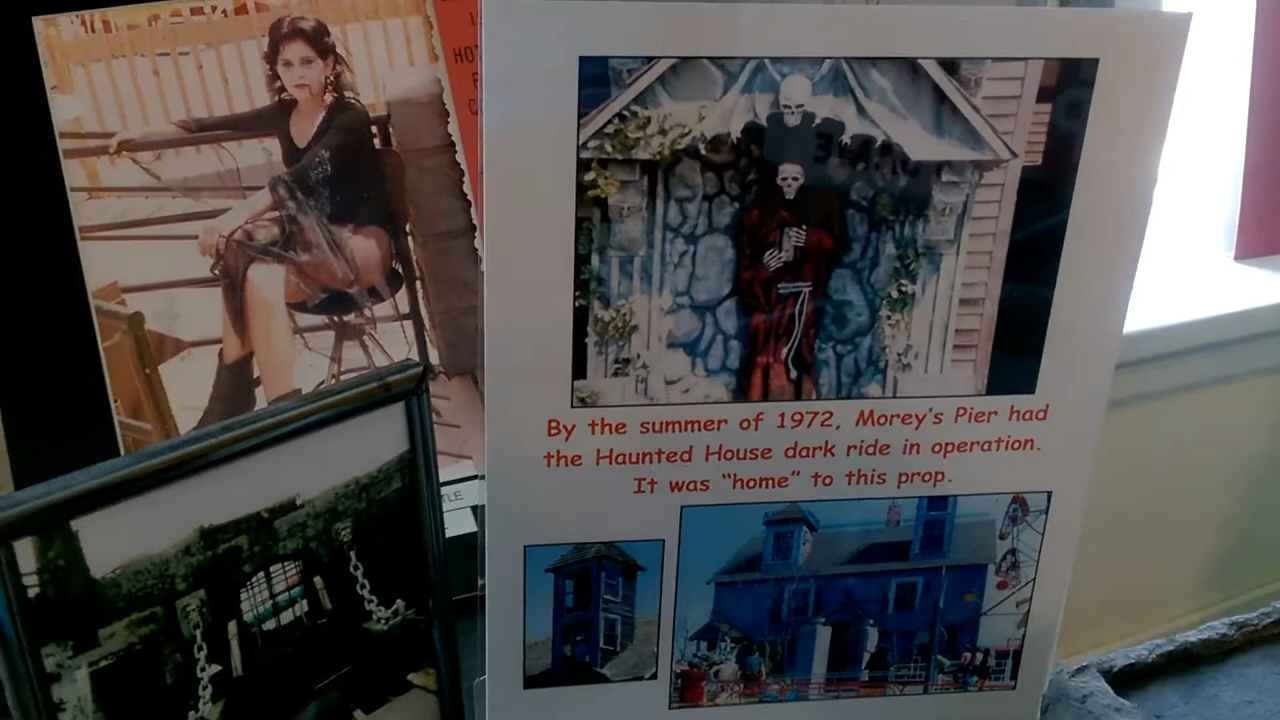 By the summer of 1972, Morey's Pier had
the Haunted House dark ride in operation.
It was “home” to this prop.